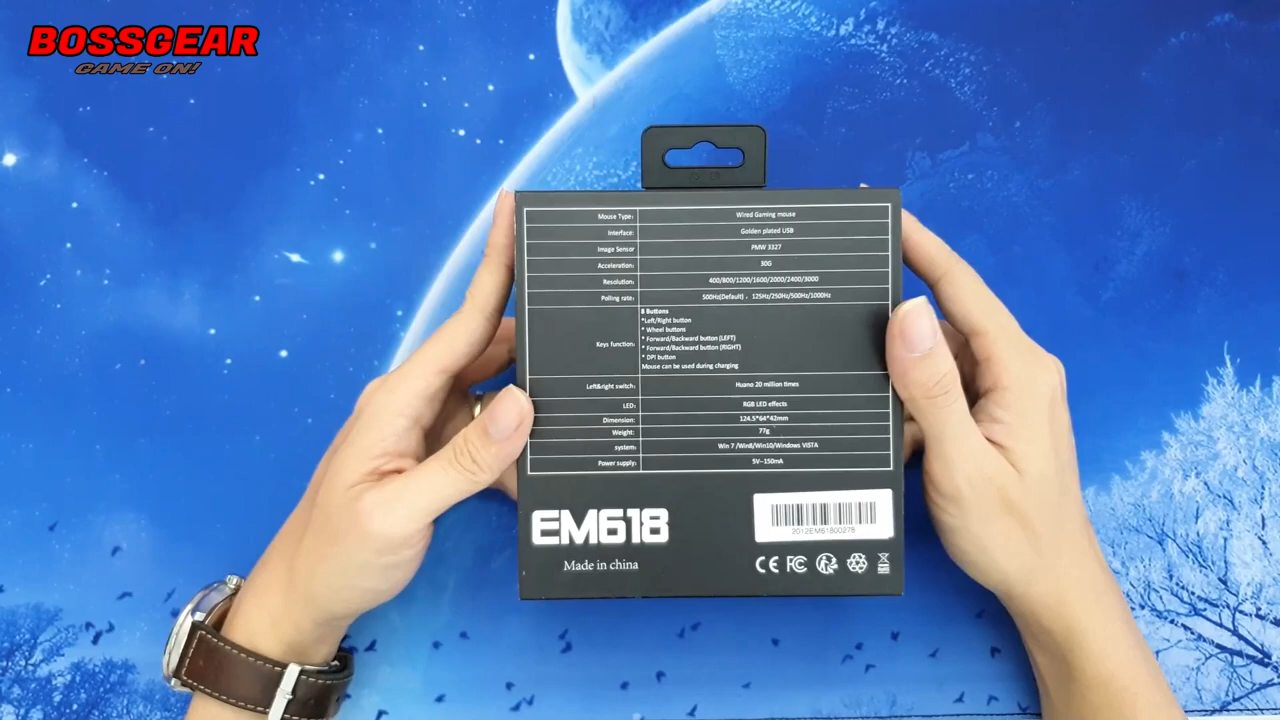 BOSSGEAR
GAME ON!
Mouse Type: Wired Gaming mouse
Interface: Golden plated USB
Image Sensor PMW 3327
Acceleration: 30G
Resolution: 400/800/1200/1600/2000/2400/3000
Polling rate: 500Hz(Default) , 125Hz/250Hz/500Hz/1000Hz
Keys function: 8 Buttons
*Left/Right button
* Wheel buttons
* Forward/Backward button (LEFT)
* Forward/Backward button (RIGHT)
* DPI button
Mouse can be used during charging
Left&right switch: Huano 20 million times
LED: RGB LED effects
Dimension: 124.5*64*42mm
Weight: 77g
system: Win 7 /Win8/Win10/Windows VISTA
Power supply: 5V--150mA
EM618
2012EM61800278
Made in china
CE FC